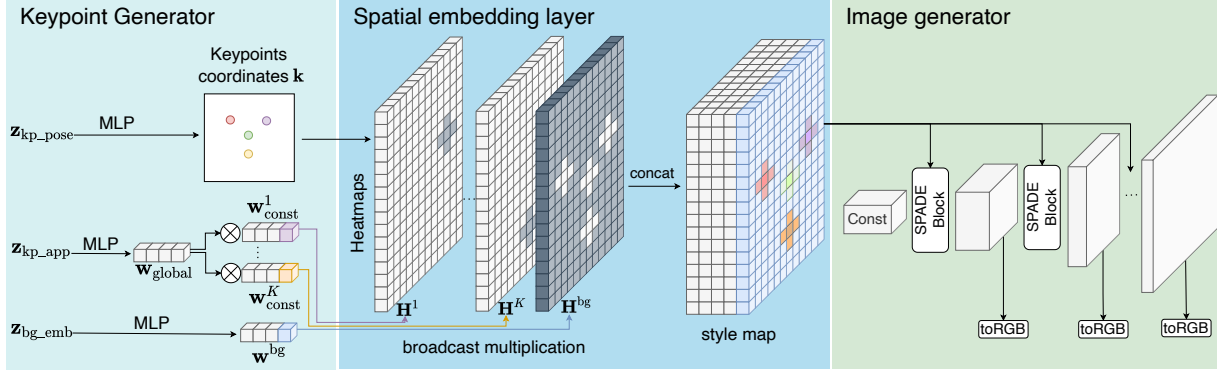 Keypoint Generator
Keypoints
coordinates k
z_kp_pose
MLP
z_kp_app
MLP
w_global
w^1_const
w^K_const
z_bg_emb
MLP
w^bg
Spatial embedding layer
Heatmaps
...
H^1
H^K
H^bg
broadcast multiplication
concat
style map
Image generator
Const
SPADE
Block
SPADE
Block
...
toRGB
toRGB
toRGB